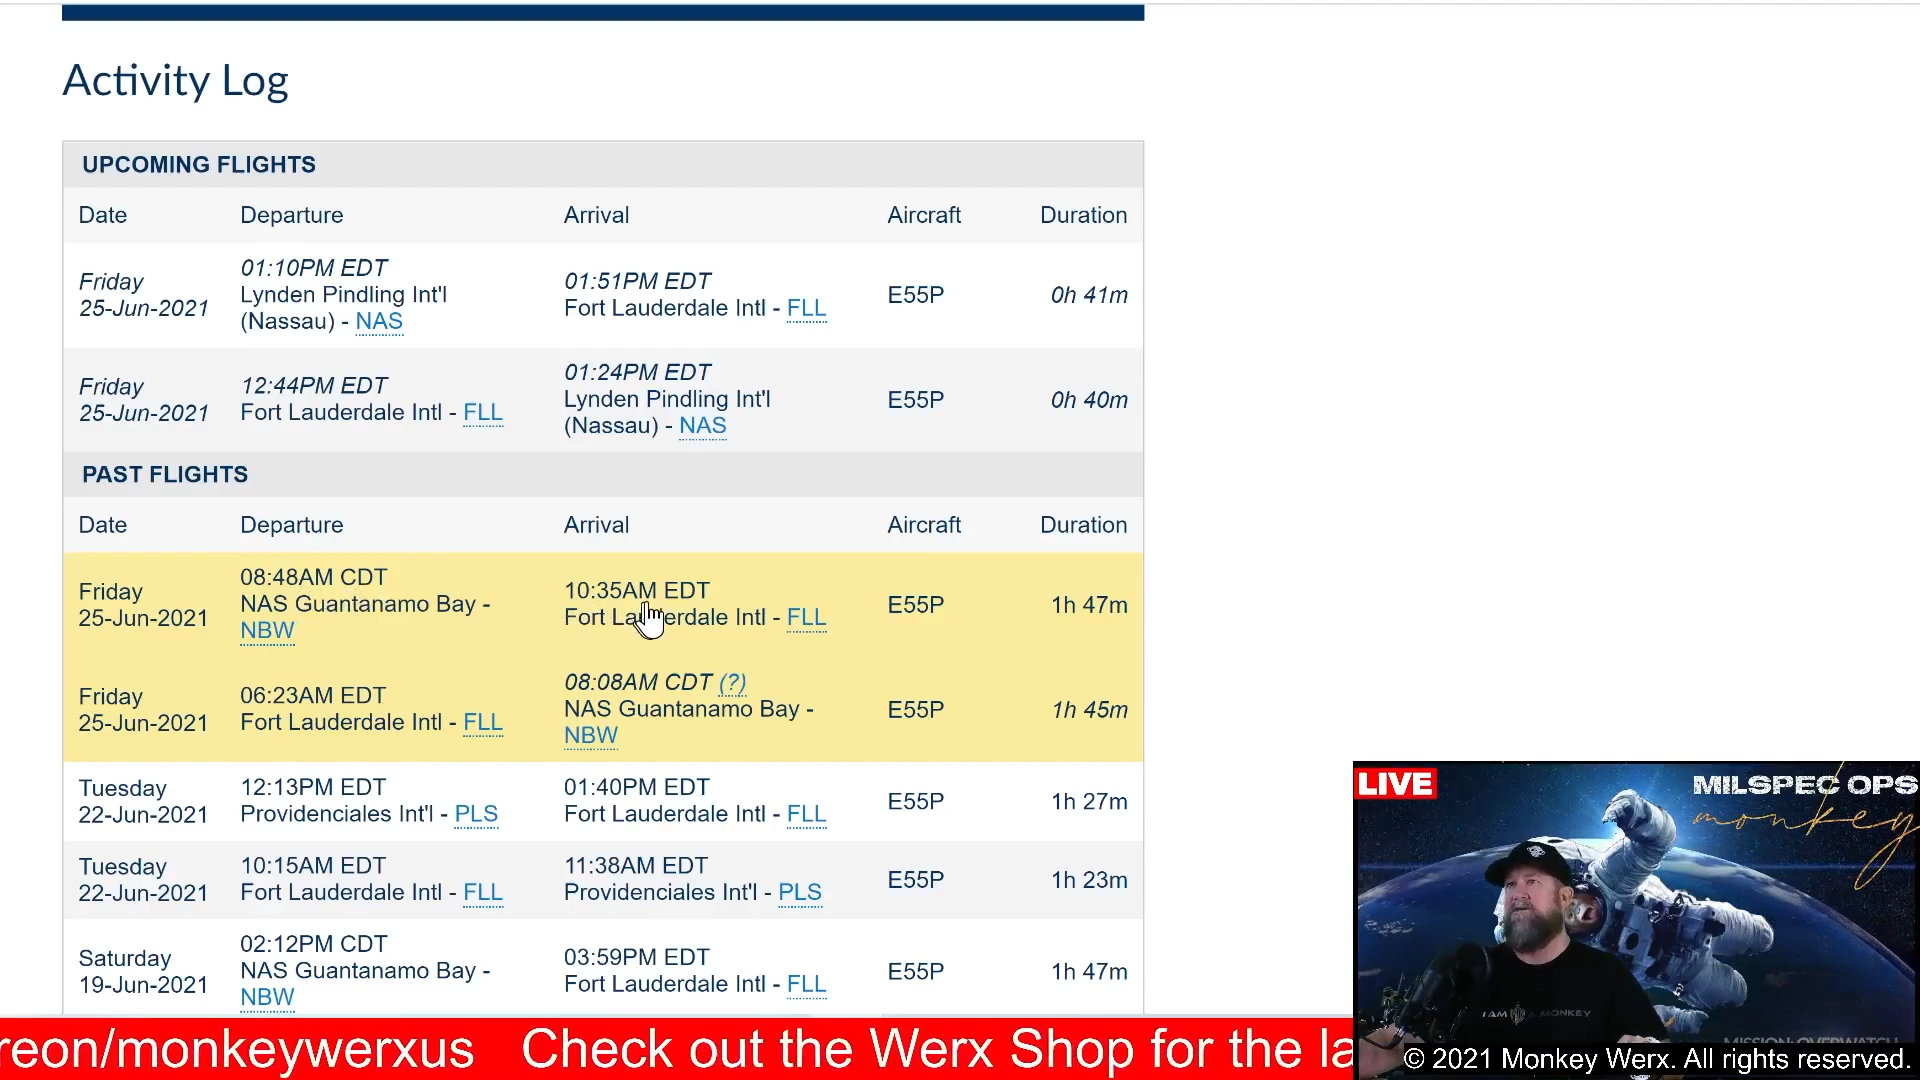 Activity Log
UPCOMING FLIGHTS
Date Departure Arrival Aircraft Duration
Friday
25-Jun-2021
01:10PM EDT
Lynden Pindling Int'l
(Nassau) - NAS
01:51PM EDT
Fort Lauderdale Intl - FLL
E55P
0h 41m
Friday
25-Jun-2021
12:44PM EDT
Fort Lauderdale Intl - FLL
01:24PM EDT
Lynden Pindling Int'l
(Nassau) - NAS
E55P
0h 40m
PAST FLIGHTS
Date Departure Arrival Aircraft Duration
Friday
25-Jun-2021
08:48AM CDT
NAS Guantanamo Bay -
NBW
10:35AM EDT
Fort Lauderdale Intl - FLL
E55P
1h 47m
Friday
25-Jun-2021
06:23AM EDT
Fort Lauderdale Intl - FLL
08:08AM CDT (?)
NAS Guantanamo Bay -
NBW
E55P
1h 45m
Tuesday
22-Jun-2021
12:13PM EDT
Providenciales Int'l - PLS
01:40PM EDT
Fort Lauderdale Intl - FLL
E55P
1h 27m
Tuesday
22-Jun-2021
10:15AM EDT
Fort Lauderdale Intl - FLL
11:38AM EDT
Providenciales Int'l - PLS
E55P
1h 23m
Saturday
19-Jun-2021
02:12PM CDT
NAS Guantanamo Bay -
NBW
03:59PM EDT
Fort Lauderdale Intl - FLL
E55P
1h 47m
LIVE
MILSPEC OPS
monkey
I AM A MONKEY
MISSION: OVERWATCH
reon/monkeywerxus Check out the Werx Shop for the la
© 2021 Monkey Werx. All rights reserved.